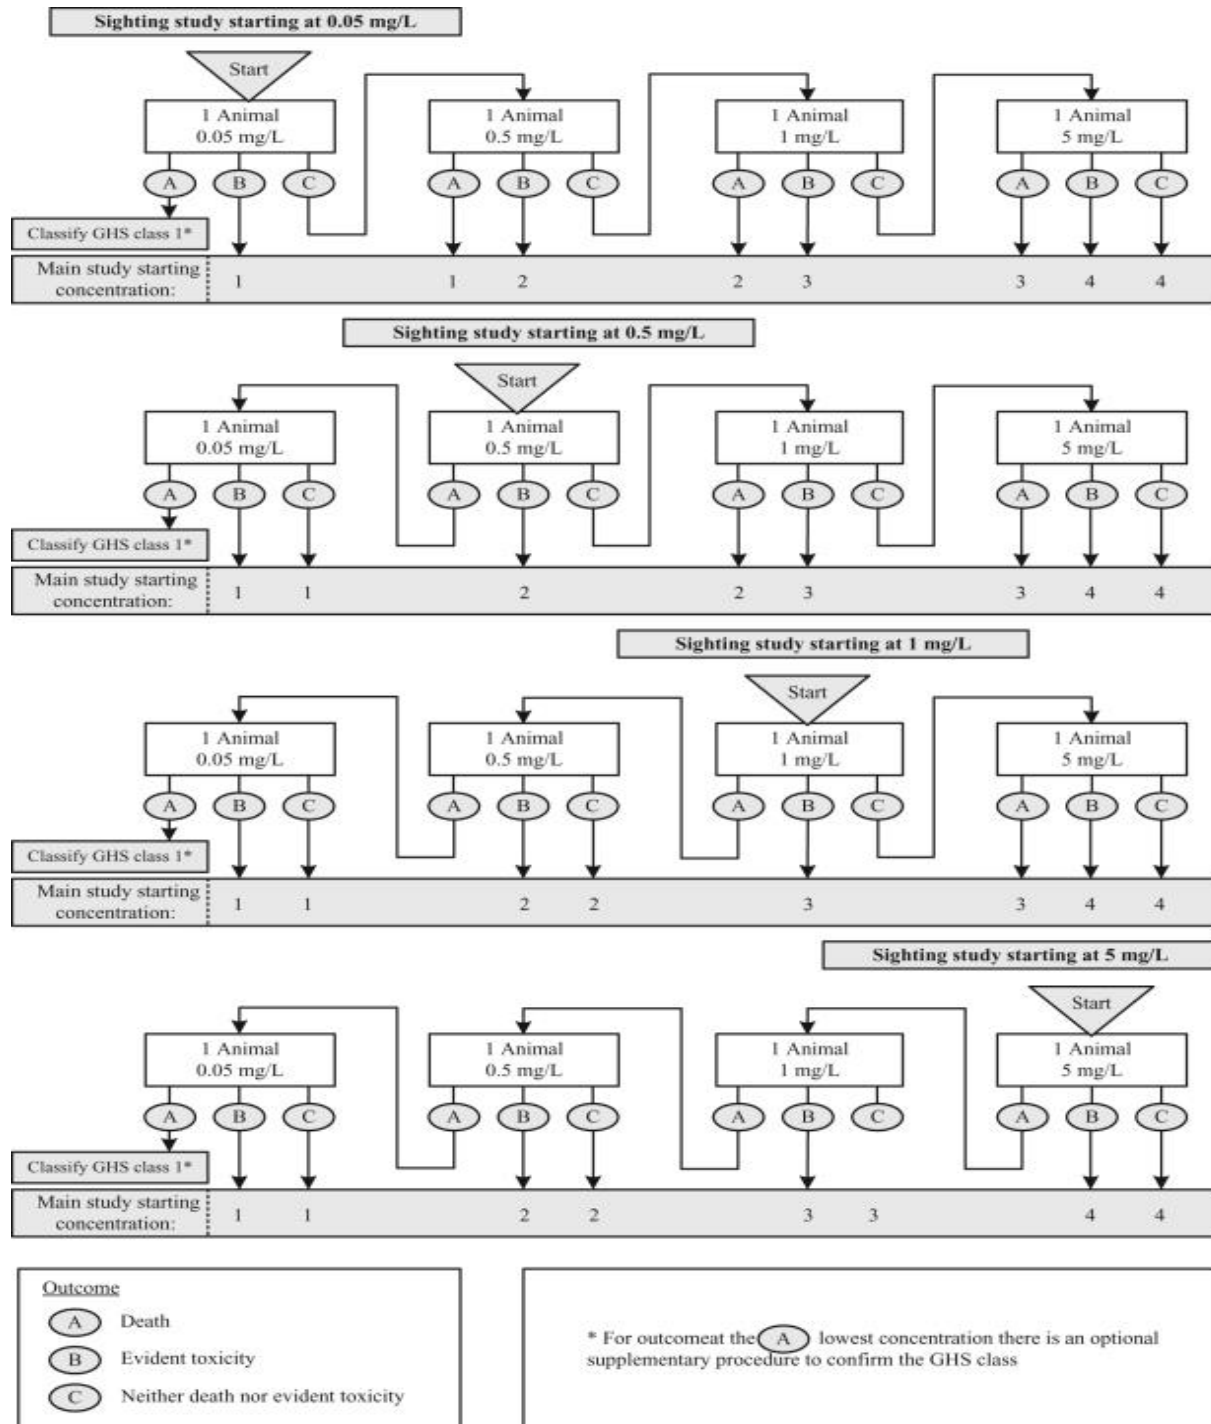 Sighting study starting at 0.05 mg/L
Start
1 Animal
0.05 mg/L
1 Animal
0.5 mg/L
1 Animal
1 mg/L
1 Animal
5 mg/L
A B C A B C A B C A B C
Classify GHS class 1*
Main study starting
concentration:
1 1 2 2 3 3 4 4
Sighting study starting at 0.5 mg/L
Start
1 Animal
0.05 mg/L
1 Animal
0.5 mg/L
1 Animal
1 mg/L
1 Animal
5 mg/L
A B C A B C A B C A B C
Classify GHS class 1*
Main study starting
concentration:
1 1 2 2 3 3 4 4
Sighting study starting at 1 mg/L
Start
1 Animal
0.05 mg/L
1 Animal
0.5 mg/L
1 Animal
1 mg/L
1 Animal
5 mg/L
A B C A B C A B C A B C
Classify GHS class 1*
Main study starting
concentration:
1 1 2 2 3 3 4 4
Sighting study starting at 5 mg/L
Start
1 Animal
0.05 mg/L
1 Animal
0.5 mg/L
1 Animal
1 mg/L
1 Animal
5 mg/L
A B C A B C A B C A B C
Classify GHS class 1*
Main study starting
concentration:
1 1 2 2 3 3 4 4
Outcome
A Death
B Evident toxicity
C Neither death nor evident toxicity
* For outcomeat the A lowest concentration there is an optional
supplementary procedure to confirm the GHS class